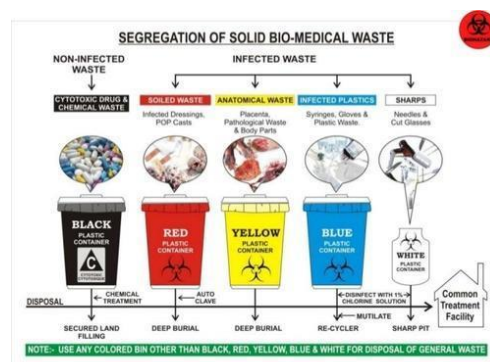 SEGREGATION OF SOLID BIO-MEDICAL WASTE
NON-INFECTED
WASTE
INFECTED WASTE
CYTOTOXIC DRUG &
CHEMICAL WASTE
SOILED WASTE
Infected Dressings,
POP Casts
ANATOMICAL WASTE
Placenta,
Pathological Waste
& Body Parts
INFECTED PLASTICS
Syringes, Gloves &
Plastic Waste.
SHARPS
Needles &
Cut Glasses
BLACK
PLASTIC
CONTAINER
C
RED
PLASTIC
CONTAINER
YELLOW
PLASTIC
CONTAINER
BLUE
PLASTIC
CONTAINER
WHITE
PLASTIC
CONTAINER
DISPOSAL
CHEMICAL
TREATMENT
AUTO
CLAVE
DISINFECT WITH 1%
CHLORINE SOLUTION
MUTILATE
Common
Treatment
Facility
SECURED LAND
FILLING
DEEP BURIAL
DEEP BURIAL
RE-CYCLER
SHARP PIT
NOTE:- USE ANY COLORED BIN OTHER THAN BLACK, RED, YELLOW, BLUE & WHITE FOR DISPOSAL OF GENERAL WASTE